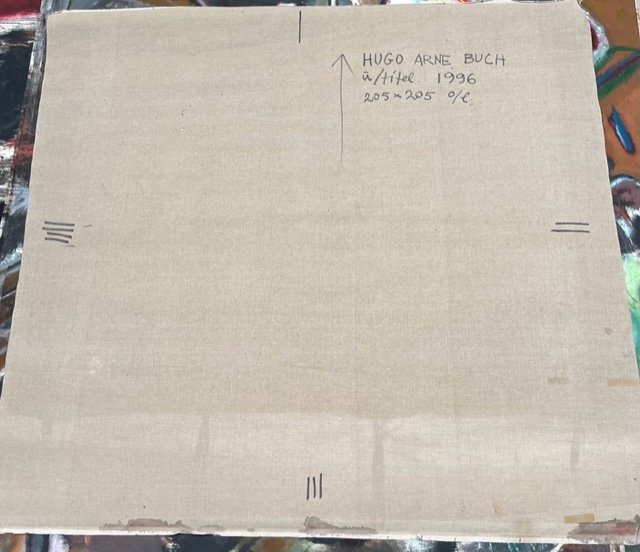 HUGO ARNE BUCH
ū/titel. 1996
205 x 205 o/l.